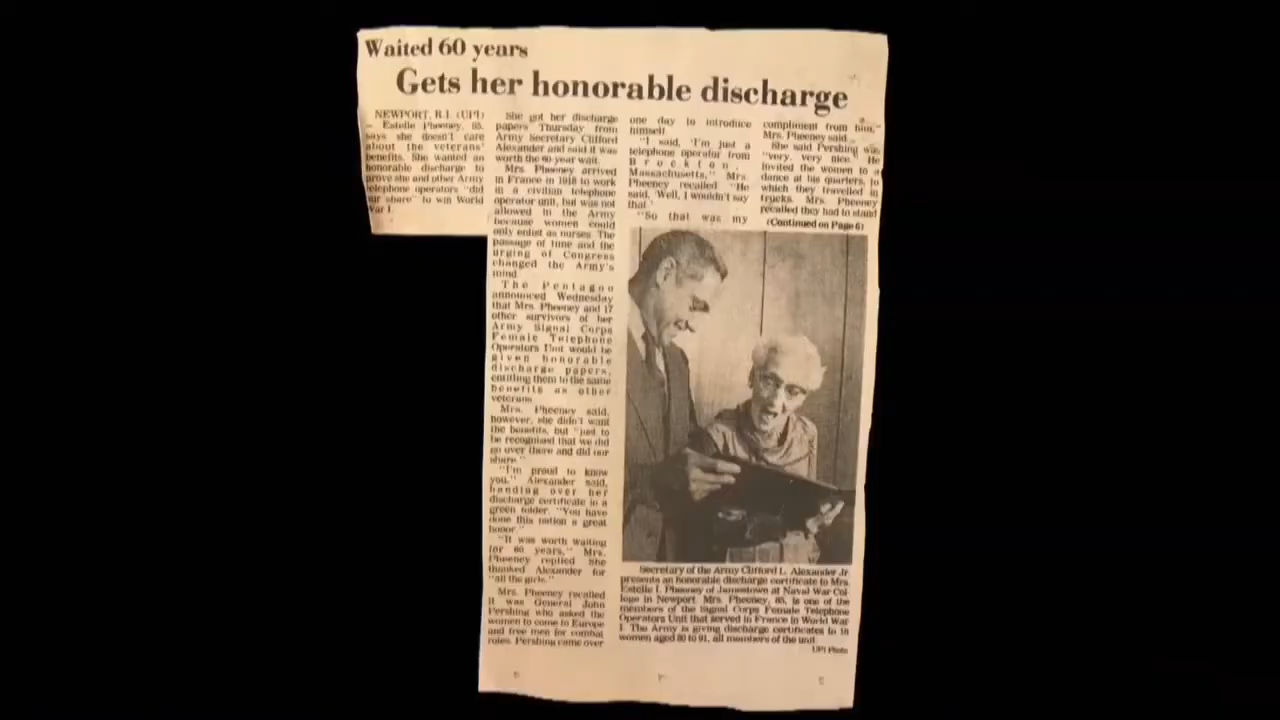 Waited 60 years
Gets her honorable discharge
NEWPORT, R.I. (UPI)
– Estelle Pheeney, 85,
says she doesn't care
about the veterans'
benefits. She wanted an
honorable discharge to
prove she and other Army
telephone operators "did
our share" to win World
War I.
She got her discharge
papers Thursday from
Army Secretary Clifford
Alexander and said it was
worth the 60-year wait.
Mrs. Pheeney arrived
in France in 1918 to work
in a civilian telephone
operator unit, but was not
allowed in the Army
because women could
only enlist as nurses. The
passage of time and the
urging of Congress
changed the Army's
mind.
The Pentagon
announced Wednesday
that Mrs. Pheeney and 17
other survivors of her
Army Signal Corps
Female Telephone
Operators Unit would be
given honorable
discharge papers,
entitling them to the same
benefits as other
veterans.
Mrs. Pheeney said,
however, she didn't want
the benefits, but "just to
be recognized that we did
go over there and did our
share."
"I'm proud to know
you," Alexander said,
handing over her
discharge certificate in a
green folder. "You have
done this nation a great
honor."
"It was worth waiting
for 60 years," Mrs.
Pheeney replied. She
thanked Alexander for
"all the girls."
Mrs. Pheeney recalled
it was General John
Pershing who asked the
women to come to Europe
and free men for combat
roles. Pershing came over
one day to introduce
himself.
"I said, 'I'm just a
telephone operator from
Brockton,
Massachusetts,'" Mrs.
Pheeney recalled. "He
said, 'Well, I wouldn't say
that.'
"So that was my
compliment from him,"
Mrs. Pheeney said.
She said Pershing was
"very, very nice." He
invited the women to a
dance at his quarters, to
which they travelled in
trucks. Mrs. Pheeney
recalled they had to stand
(Continued on Page 6)
Secretary of the Army Clifford L. Alexander Jr.
presents an honorable discharge certificate to Mrs.
Estelle I. Pheeney of Jamestown at Naval War Col-
lege in Newport. Mrs. Pheeney, 85, is one of the
members of the Signal Corps Female Telephone
Operators Unit that served in France in World War
I. The Army is giving discharge certificates to 18
women aged 80 to 91, all members of the unit.
UPI Photo